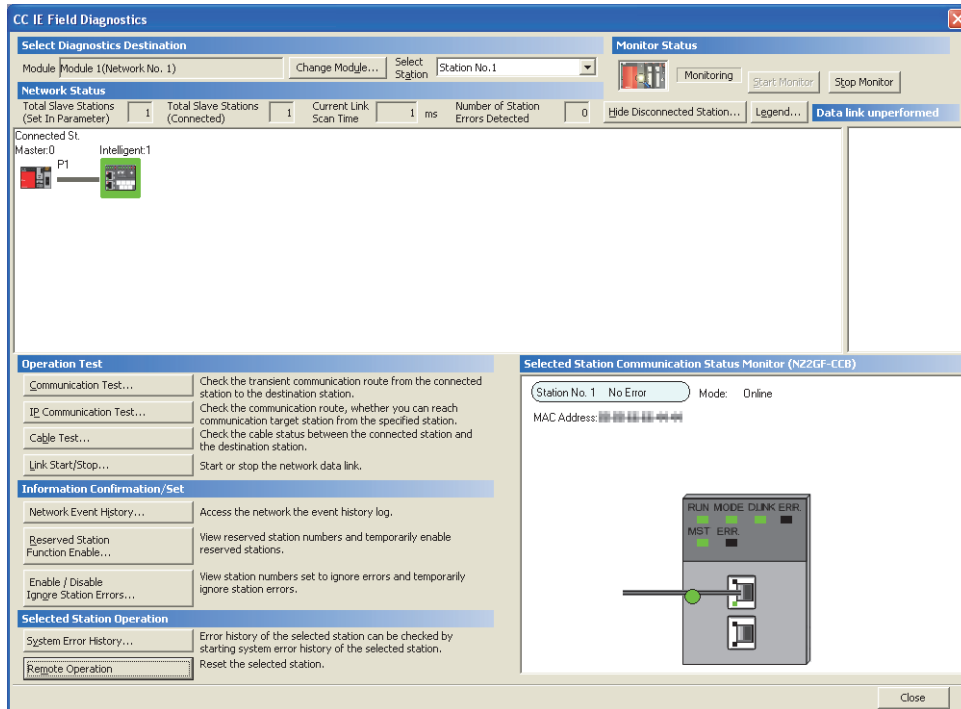 CC IE Field Diagnostics
Select Diagnostics Destination
Monitor Status
Module Module 1(Network No. 1)
Change Module...
Select
Station
Station No.1
Monitoring
Start Monitor
Stop Monitor
Network Status
Total Slave Stations
(Set In Parameter)
1
Total Slave Stations
(Connected)
1
Current Link
Scan Time
1 ms
Number of Station
Errors Detected
0
Hide Disconnected Station...
Legend...
Data link unperformed
Connected St.
Master:0
Intelligent:1
P1
Operation Test
Communication Test...
Check the transient communication route from the connected
station to the destination station.
IP Communication Test...
Check the communication route, whether you can reach
communication target station from the specified station.
Cable Test...
Check the cable status between the connected station and
the destination station.
Link Start/Stop...
Start or stop the network data link.
Information Confirmation/Set
Network Event History...
Access the network the event history log.
Reserved Station
Function Enable...
View reserved station numbers and temporarily enable
reserved stations.
Enable / Disable
Ignore Station Errors...
View station numbers set to ignore errors and temporarily
ignore station errors.
Selected Station Operation
System Error History...
Error history of the selected station can be checked by
starting system error history of the selected station.
Remote Operation
Reset the selected station.
Selected Station Communication Status Monitor (NZ2GF-CCB)
Station No. 1 No Error
Mode: Online
MAC Address:
RUN MODE D.LINK ERR.
MST ERR.
Close